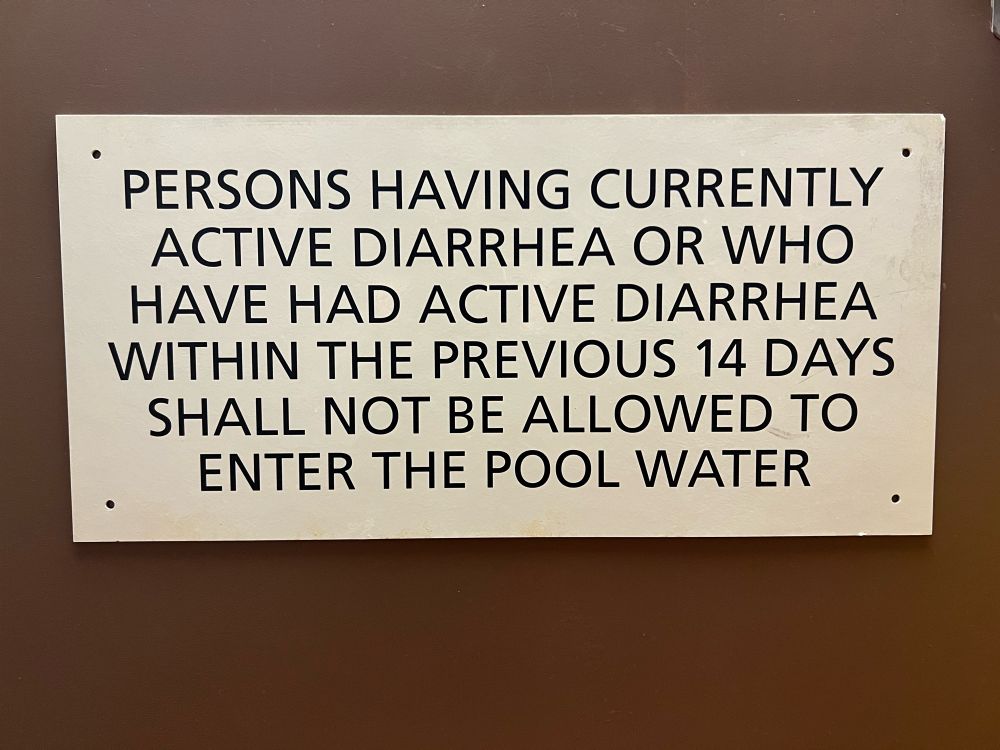 PERSONS HAVING CURRENTLY
ACTIVE DIARRHEA OR WHO
HAVE HAD ACTIVE DIARRHEA
WITHIN THE PREVIOUS 14 DAYS
SHALL NOT BE ALLOWED TO
ENTER THE POOL WATER